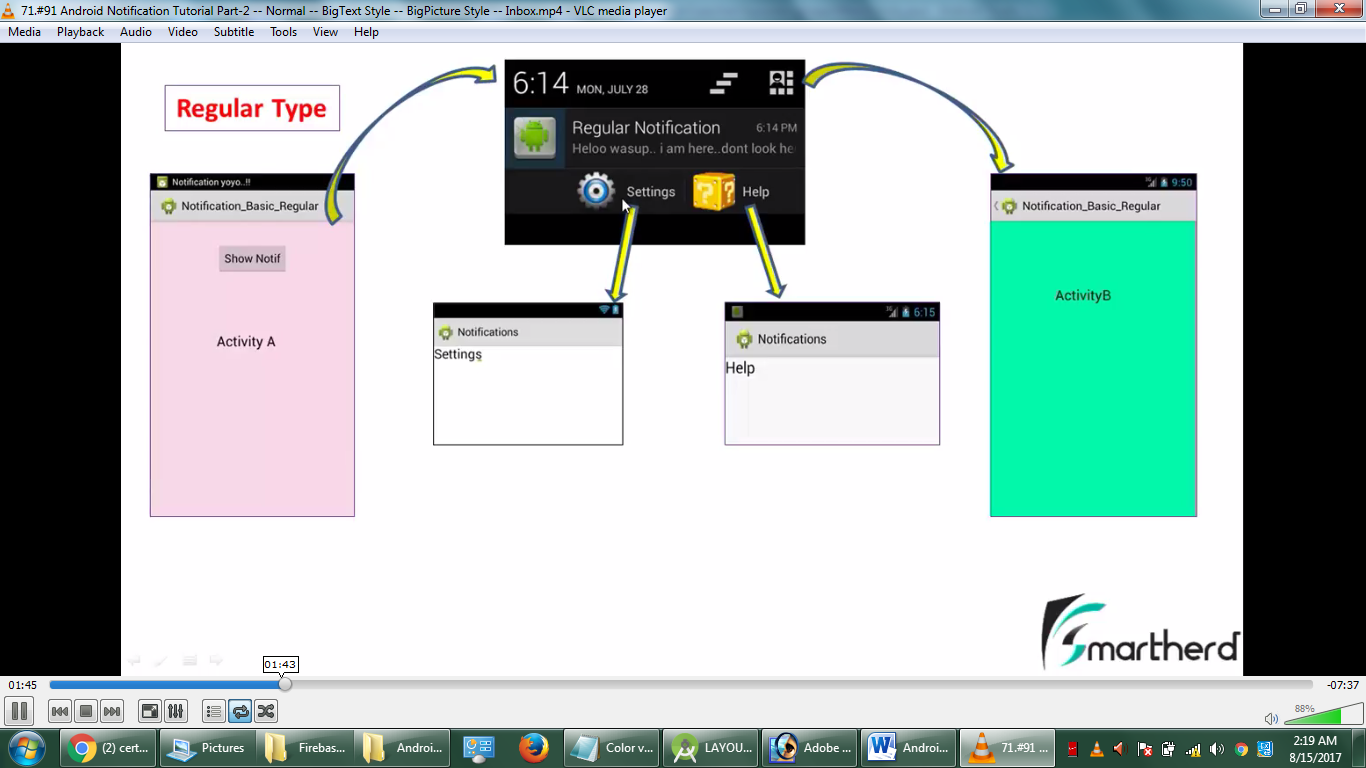 71.#91 Android Notification Tutorial Part-2 -- Normal -- BigText Style -- BigPicture Style -- Inbox.mp4 - VLC media player
Media Playback Audio Video Subtitle Tools View Help
Regular Type
6:14 MON, JULY 28
Regular Notification 6:14 PM
Heloo wasup.. i am here..dont look he
Settings Help
Notification yoyo..!!
Notification_Basic_Regular
Show Notif
Activity A
Notifications
Settings
3G 6:15
Notifications
Help
3G 9:50
Notification_Basic_Regular
ActivityB
Smartherd
01:43
01:45 -07:37
88%
(2) cert... Pictures Firebas... Androi... Color v... LAYOU... Adobe ... Androi... 71.#91 ... 2:19 AM
8/15/2017